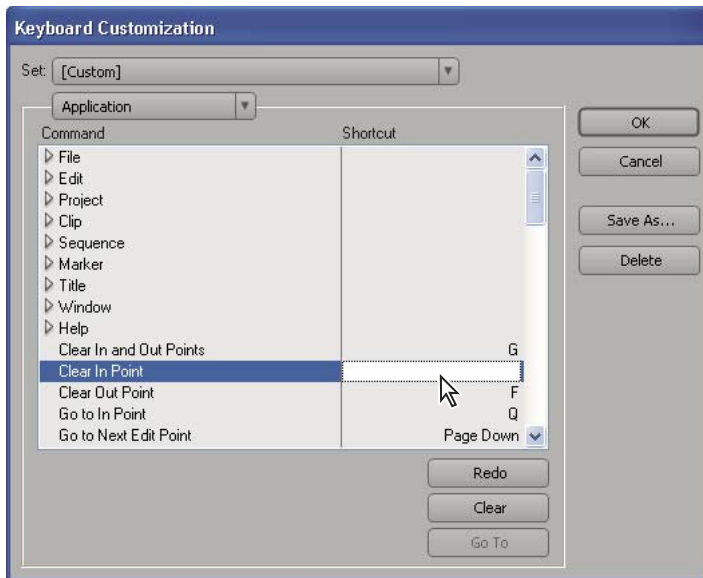 Keyboard Customization
Set: [Custom]
Application
Command Shortcut
File
Edit
Project
Clip
Sequence
Marker
Title
Window
Help
Clear In and Out Points G
Clear In Point
Clear Out Point F
Go to In Point Q
Go to Next Edit Point Page Down
OK
Cancel
Save As...
Delete
Redo
Clear
Go To